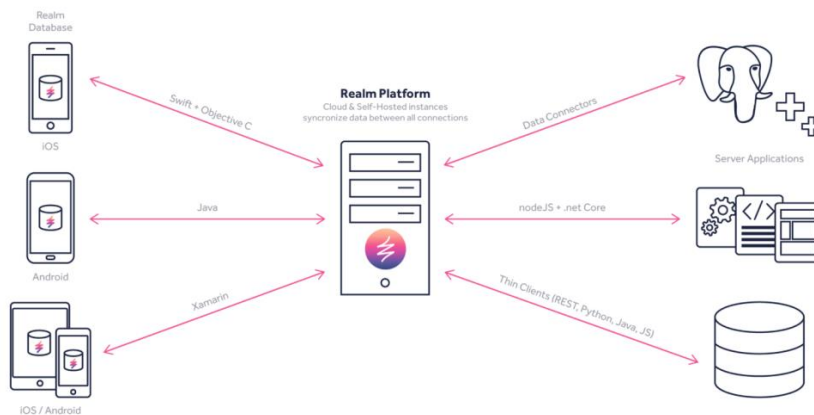 Realm
Database
iOS
Swift + Objective C
Android
Java
iOS / Android
Xamarin
Realm Platform
Cloud & Self-Hosted instances
syncronize data between all connections
Data Connectors
Server Applications
nodeJS + .net Core
</>
Thin Clients (REST, Python, Java, JS)